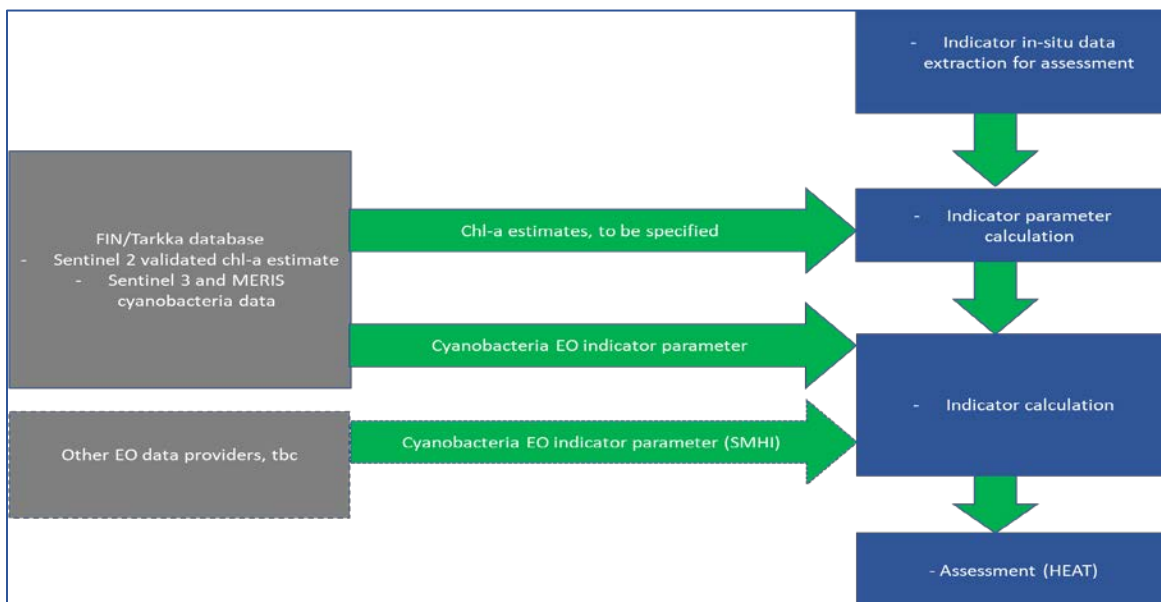 - Indicator in-situ data
extraction for assessment
FIN/Tarkka database
- Sentinel 2 validated chl-a estimate
- Sentinel 3 and MERIS
cyanobacteria data
Chl-a estimates, to be specified
- Indicator parameter
calculation
Cyanobacteria EO indicator parameter
- Indicator calculation
Other EO data providers, tbc
Cyanobacteria EO indicator parameter (SMHI)
- Assessment (HEAT)